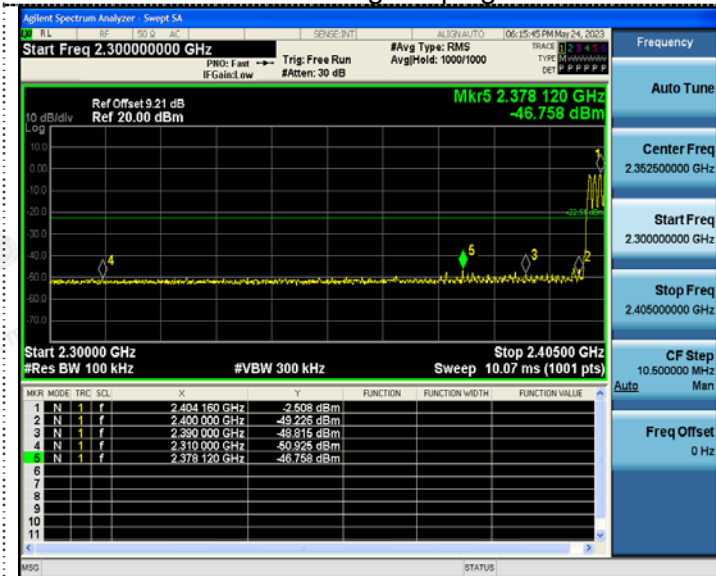 Agilent Spectrum Analyzer - Swept SA
RL RF 50 Ω AC SENSE:INT ALIGN AUTO 06:15:45 PM May 24, 2023
Start Freq 2.300000000 GHz
PNO: Fast
IFGain:Low
Trig: Free Run
#Atten: 30 dB
#Avg Type: RMS
Avg|Hold: 1000/1000
TRACE 1 2 3 4 5 6
TYPE M WWWWW
DET P P P P P P
Ref Offset 9.21 dB
10 dB/div Ref 20.00 dBm
Log
Mkr5 2.378 120 GHz
-46.758 dBm
10.0
0.00
-10.0
-20.0
-30.0
-40.0
-50.0
-60.0
-70.0
1
2
3
4
5
Start 2.30000 GHz Stop 2.40500 GHz
#Res BW 100 kHz #VBW 300 kHz Sweep 10.07 ms (1001 pts)
MKR MODE TRC SCL X Y FUNCTION FUNCTION WIDTH FUNCTION VALUE
1 N 1 f 2.404 160 GHz -2.508 dBm
2 N 1 f 2.400 000 GHz -49.226 dBm
3 N 1 f 2.390 000 GHz -48.815 dBm
4 N 1 f 2.310 000 GHz -50.925 dBm
5 N 1 f 2.378 120 GHz -46.758 dBm
6
7
8
9
10
11
MSG STATUS
Frequency
Auto Tune
Center Freq
2.352500000 GHz
Start Freq
2.300000000 GHz
Stop Freq
2.405000000 GHz
CF Step
10.500000 MHz
Auto Man
Freq Offset
0 Hz